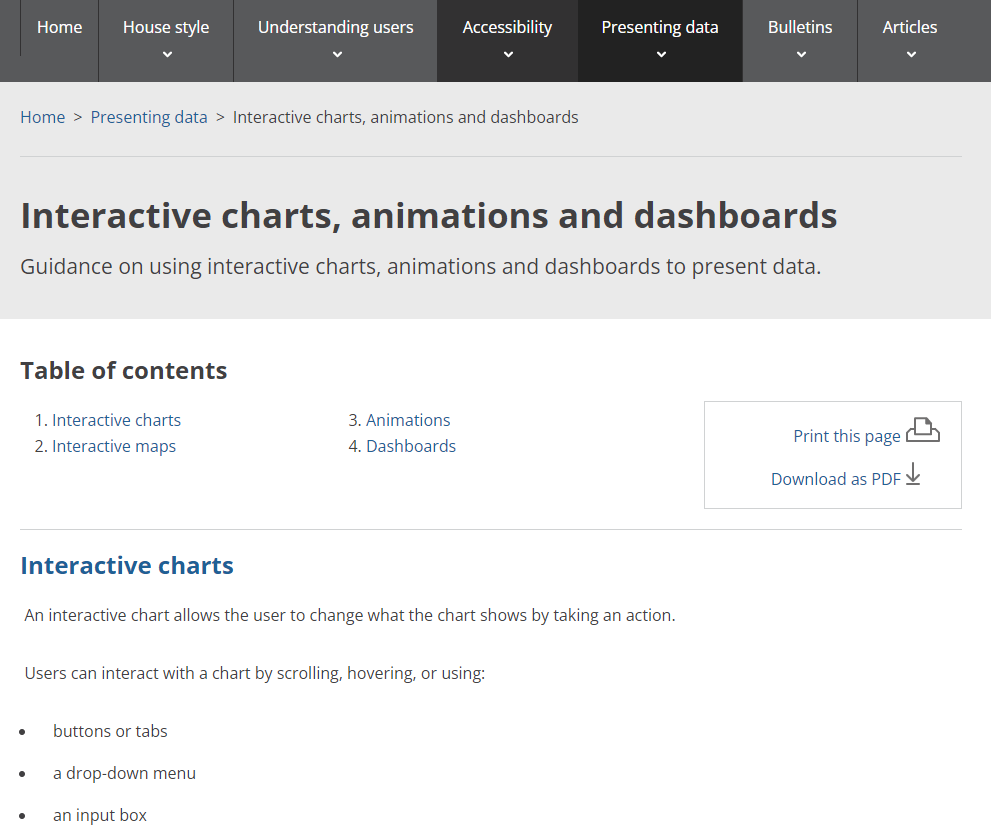 Home House style Understanding users Accessibility Presenting data Bulletins Articles
Home > Presenting data > Interactive charts, animations and dashboards
Interactive charts, animations and dashboards
Guidance on using interactive charts, animations and dashboards to present data.
Table of contents
1. Interactive charts
2. Interactive maps
3. Animations
4. Dashboards
Print this page
Download as PDF
Interactive charts
An interactive chart allows the user to change what the chart shows by taking an action.
Users can interact with a chart by scrolling, hovering, or using:
• buttons or tabs
• a drop-down menu
• an input box